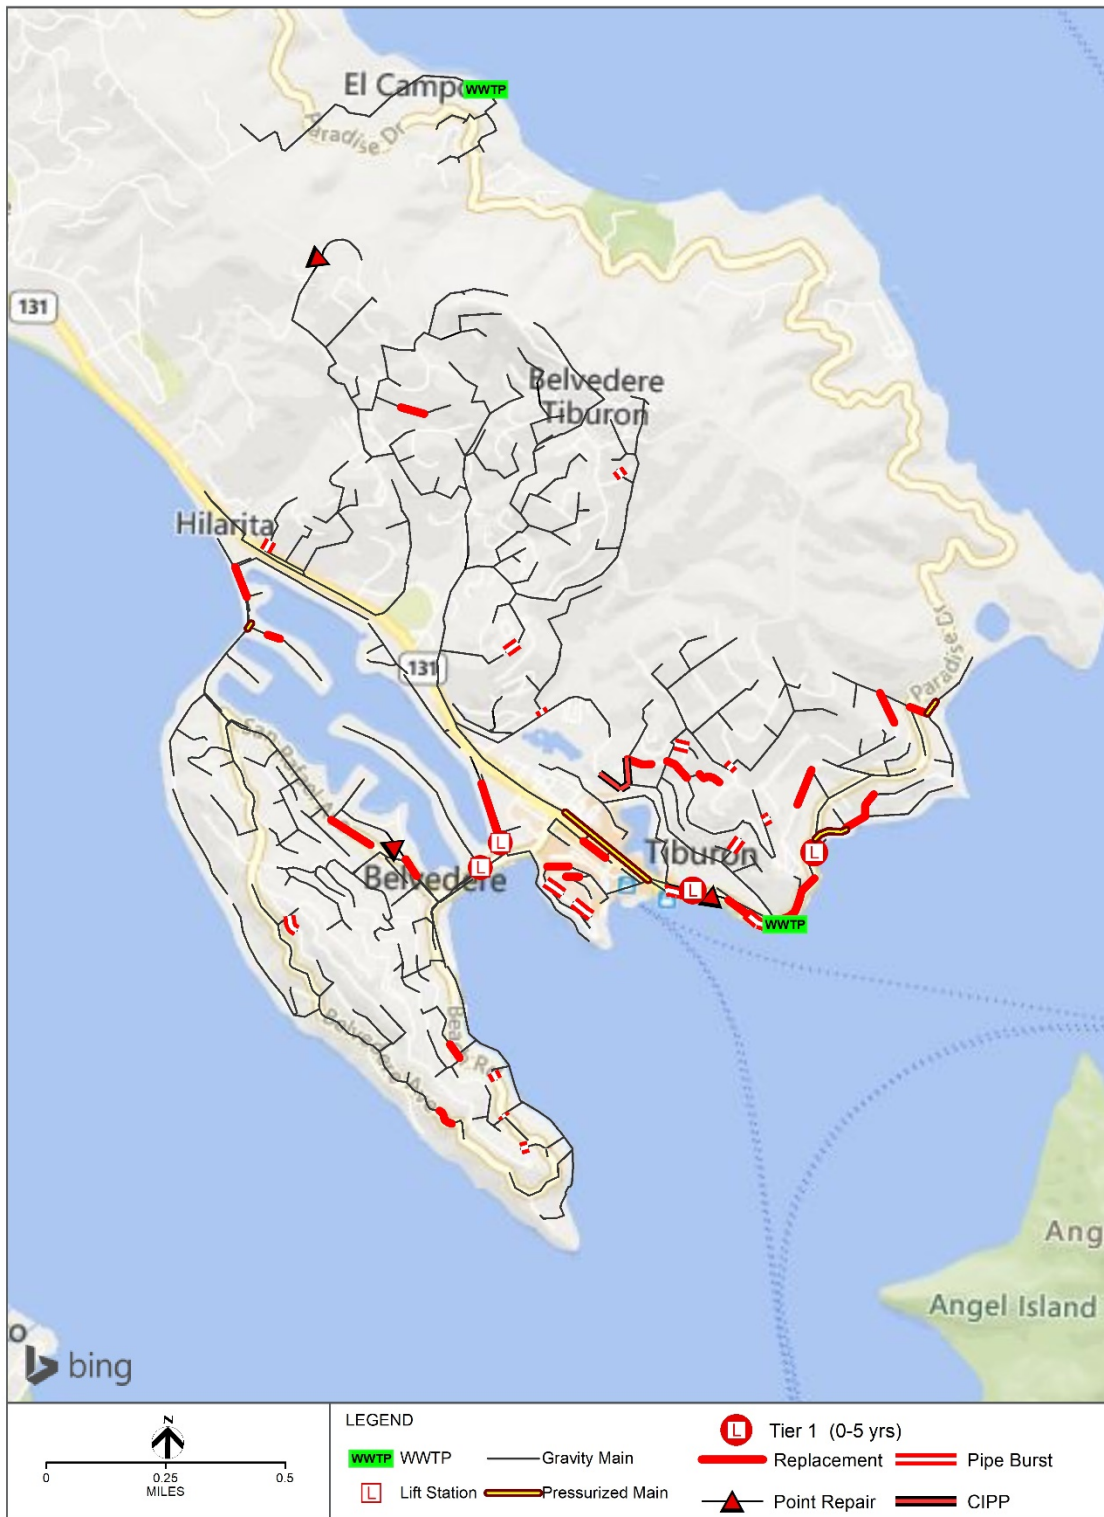 El Campo
WWTP
Paradise Dr
131
Belvedere
Tiburon
Hilarita
131
Paradise Dr
San Rafael A
Tiburon
L
L
L
L
Belvedere
WWTP
Beach Rd
Belvedere Ave
Ang
Angel Island
o
bing
N
0 0.25 0.5
MILES
LEGEND
WWTP WWTP
Gravity Main
L Lift Station
Pressurized Main
L Tier 1 (0-5 yrs)
Replacement
Pipe Burst
Point Repair
CIPP